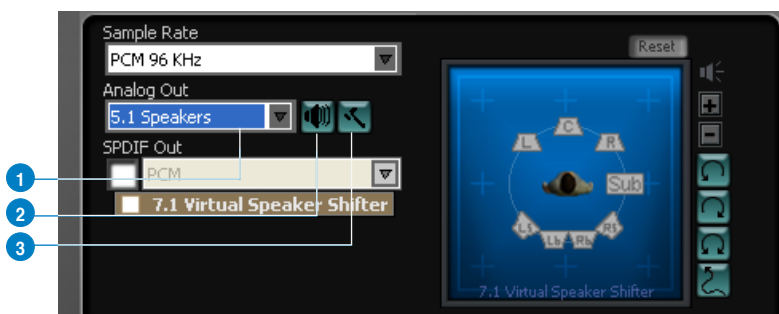 Sample Rate
PCM 96 KHz
Analog Out
5.1 Speakers
SPDIF Out
PCM
7.1 Virtual Speaker Shifter
1
2
3
Reset
C
L
R
Sub
Ls
Rs
Lb
Rb
7.1 Virtual Speaker Shifter